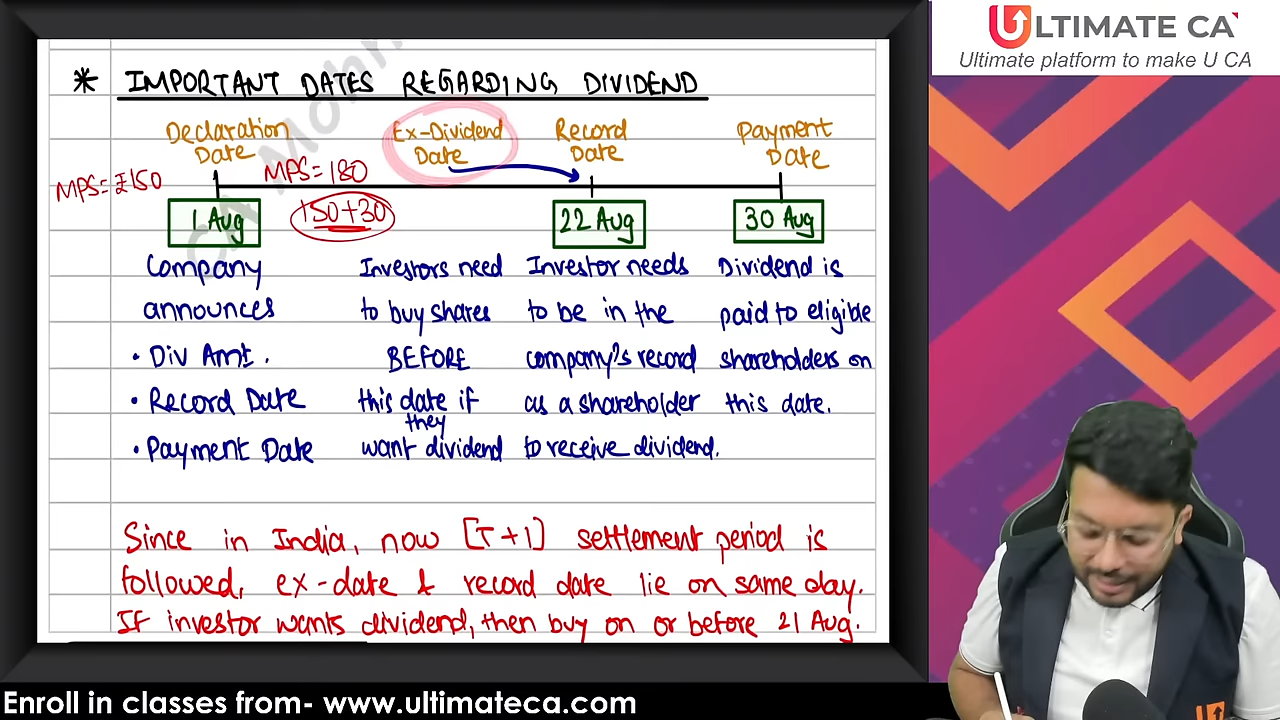 ULTIMATE CA
Ultimate platform to make U CA
* IMPORTANT DATES REGARDING DIVIDEND
Declaration Date
Ex-Dividend Date
Record Date
Payment Date
MPS= ₹150
MPS= 180
150+30
1 Aug
22 Aug
30 Aug
Company announces
• Div Amt.
• Record Date
• Payment Date
Investors need
to buy shares
BEFORE
this date if
they
want dividend
Investor needs
to be in the
company's record
as a shareholder
to receive dividend.
Dividend is
paid to eligible
shareholders on
this date.
Since in India, now [T+1] settlement period is
followed, ex-date & record date lie on same day.
If investor wants dividend, then buy on or before 21 Aug.
Enroll in classes from- www.ultimateca.com